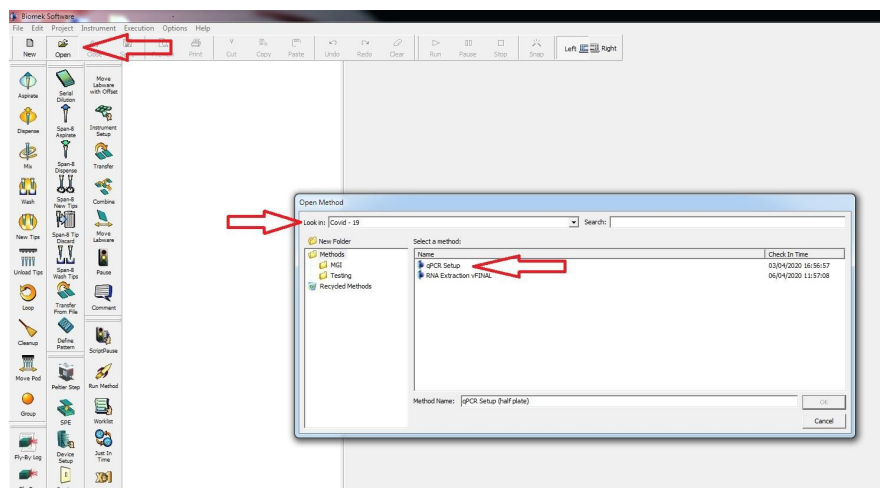 Biomek Software
File Edit Project Instrument Execution Options Help
New Open Print Cut Copy Paste Undo Redo Clear Run Pause Stop Snap Left Right
Aspirate
Serial Dilution
Move Labware with Offset
Dispense
Span-8 Aspirate
Instrument Setup
Mix
Span-8 Dispense
Transfer
Wash
Span-8 New Tips
Combine
New Tips
Span-8 Tip Discard
Move Labware
Unload Tips
Span-8 Wash Tips
Pause
Loop
Transfer From File
Comment
Cleanup
Define Pattern
ScriptPause
Move Pod
Peltier Step
Run Method
Group
SPE
Worklist
Fly-By Log
Device Setup
Just In Time
Open Method
Look in: Covid - 19 Search:
New Folder Select a method:
Methods Name Check In Time
MGI qPCR Setup 03/04/2020 16:56:57
Testing RNA Extraction vFINAL 06/04/2020 11:57:08
Recycled Methods
Method Name: qPCR Setup (half plate) OK
Cancel